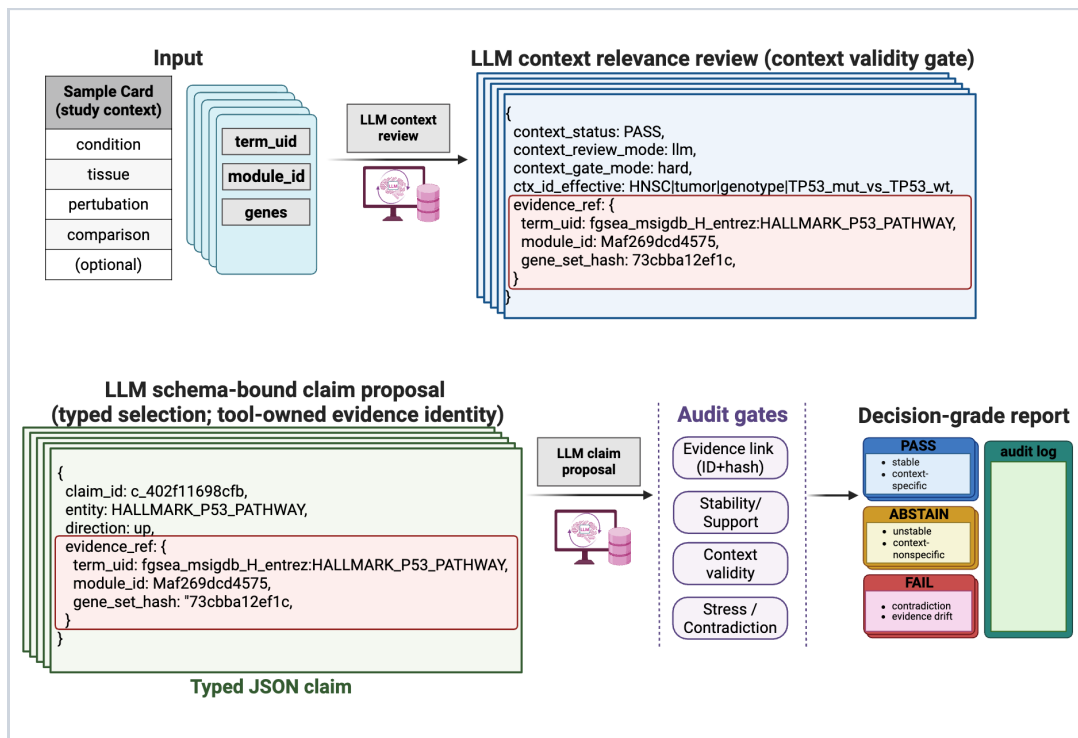 Input
Sample Card
(study context)
condition
tissue
pertubation
comparison
(optional)
term_uid
module_id
genes
LLM context
review
LLM
LLM context relevance review (context validity gate)
{
context_status: PASS,
context_review_mode: llm,
context_gate_mode: hard,
ctx_id_effective: HNSC|tumor|genotype|TP53_mut_vs_TP53_wt,
evidence_ref: {
term_uid: fgsea_msigdb_H_entrez:HALLMARK_P53_PATHWAY,
module_id: Maf269dcd4575,
gene_set_hash: 73cbba12ef1c,
}
}
LLM schema-bound claim proposal
(typed selection; tool-owned evidence identity)
{
claim_id: c_402f11698cfb,
entity: HALLMARK_P53_PATHWAY,
direction: up,
evidence_ref: {
term_uid: fgsea_msigdb_H_entrez:HALLMARK_P53_PATHWAY,
module_id: Maf269dcd4575,
gene_set_hash: "73cbba12ef1c,
}
}
Typed JSON claim
LLM claim
proposal
LLM
Audit gates
Evidence link
(ID+hash)
Stability/
Support
Context
validity
Stress /
Contradiction
Decision-grade report
PASS
• stable
• context-
specific
ABSTAIN
• unstable
• context-
nonspecific
FAIL
• contradiction
• evidence drift
audit log